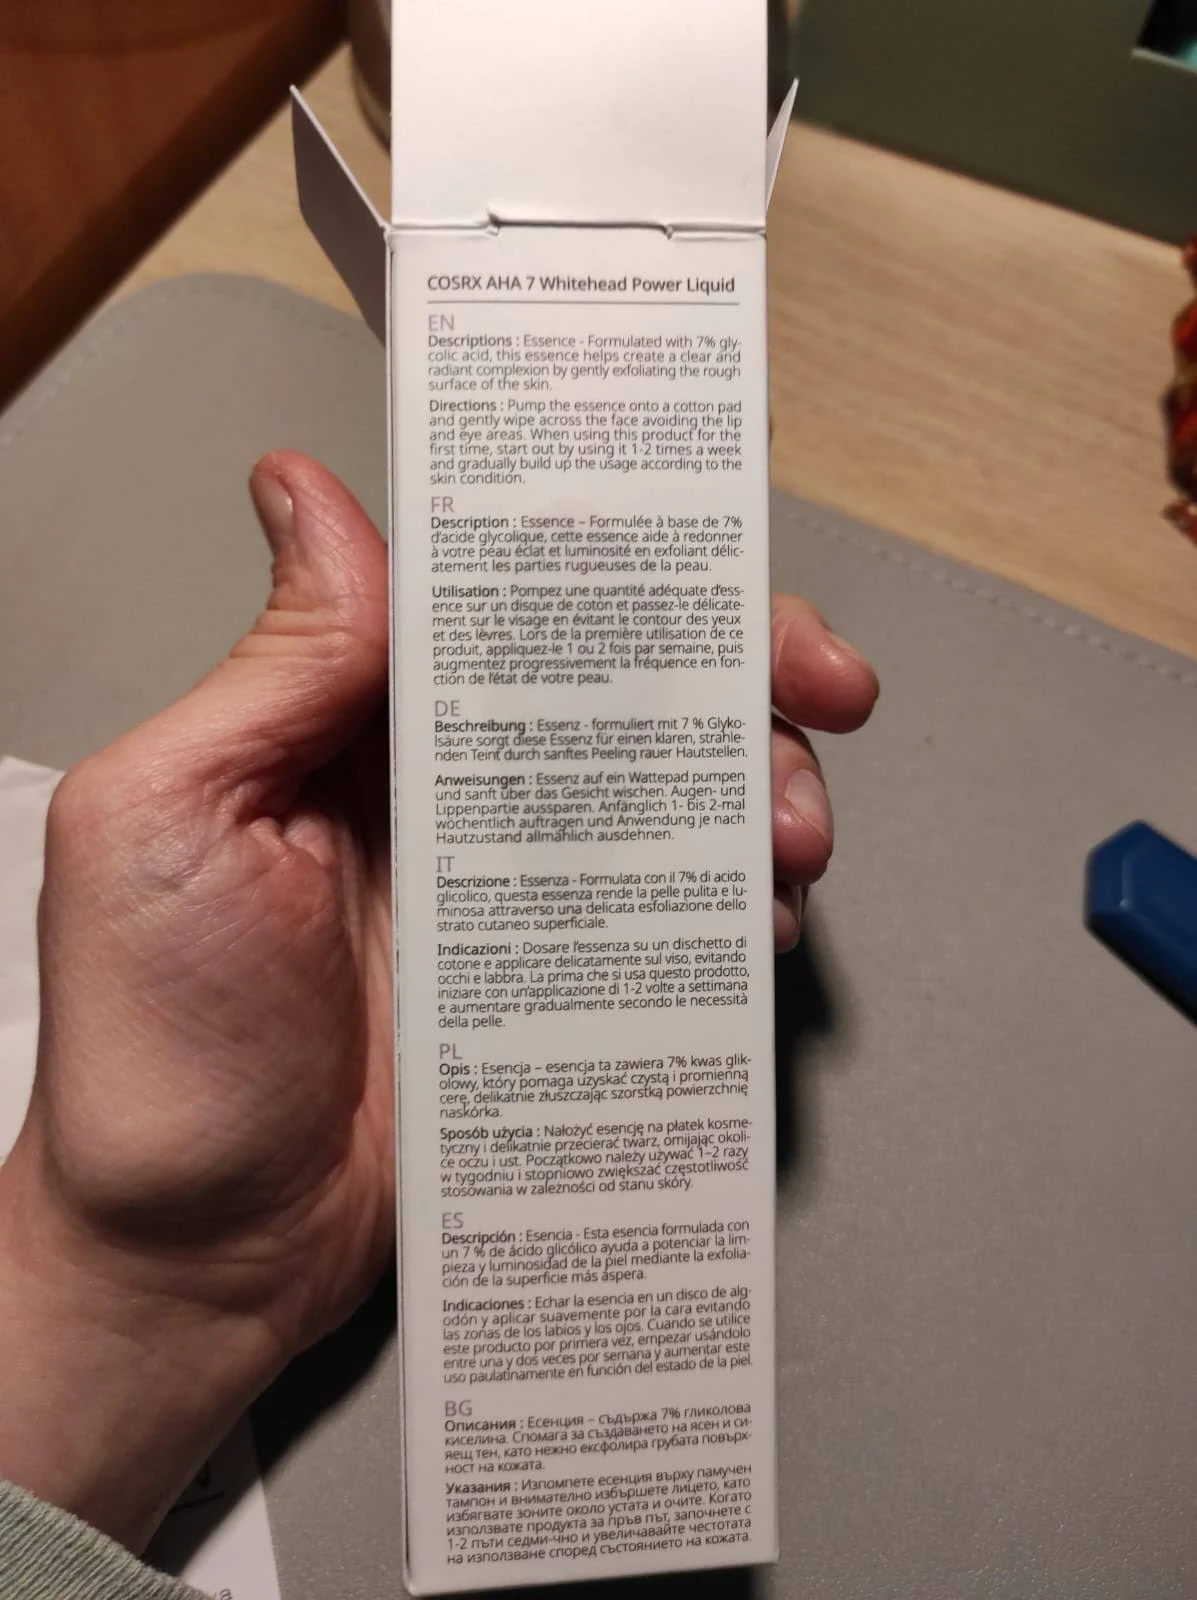 COSRX AHA 7 Whitehead Power Liquid
EN
Descriptions : Essence - Formulated with 7% gly-
colic acid, this essence helps create a clear and
radiant complexion by gently exfoliating the rough
surface of the skin.
Directions : Pump the essence onto a cotton pad
and gently wipe across the face avoiding the lip
and eye areas. When using this product for the
first time, start out by using it 1-2 times a week
and gradually build up the usage according to the
skin condition.
FR
Description : Essence – Formulée à base de 7%
d’acide glycolique, cette essence aide à redonner
à votre peau éclat et luminosité en exfoliant délic-
atement les parties rugueuses de la peau.
Utilisation : Pompez une quantité adéquate d’ess-
ence sur un disque de coton et passez-le délicate-
ment sur le visage en évitant le contour des yeux
et des lèvres. Lors de la première utilisation de ce
produit, appliquez-le 1 ou 2 fois par semaine, puis
augmentez progressivement la fréquence en fon-
ction de l’état de votre peau.
DE
Beschreibung : Essenz - formuliert mit 7 % Glyko-
lsäure sorgt diese Essenz für einen klaren, strahle-
nden Teint durch sanftes Peeling rauer Hautstellen.
Anweisungen : Essenz auf ein Wattepad pumpen
und sanft über das Gesicht wischen. Augen- und
Lippenpartie aussparen. Anfänglich 1- bis 2-mal
wöchentlich auftragen und Anwendung je nach
Hautzustand allmählich ausdehnen.
IT
Descrizione : Essenza - Formulata con il 7% di acido
glicolico, questa essenza rende la pelle pulita e lu-
minosa attraverso una delicata esfoliazione dello
strato cutaneo superficiale.
Indicazioni : Dosare l’essenza su un dischetto di
cotone e applicare delicatamente sul viso, evitando
occhi e labbra. La prima che si usa questo prodotto,
iniziare con un’applicazione di 1-2 volte a settimana
e aumentare gradualmente secondo le necessità
della pelle.
PL
Opis : Esencja – esencja ta zawiera 7% kwas glik-
olowy, który pomaga uzyskać czystą i promienną
cerę, delikatnie złuszczając szorstką powierzchnię
naskórka.
Sposób użycia : Nałożyć esencję na płatek kosme-
tyczny i delikatnie przecierać twarz, omijając okoli-
ce oczu i ust. Początkowo należy używać 1–2 razy
w tygodniu i stopniowo zwiększać częstotliwość
stosowania w zależności od stanu skóry.
ES
Descripción : Esencia - Esta esencia formulada con
un 7 % de ácido glicólico ayuda a potenciar la lim-
pieza y luminosidad de la piel mediante la exfolia-
ción de la superficie más áspera.
Indicaciones : Echar la esencia en un disco de alg-
odón y aplicar suavemente por la cara evitando
las zonas de los labios y los ojos. Cuando se utilice
este producto por primera vez, empezar usándolo
entre una y dos veces por semana y aumentar este
uso paulatinamente en función del estado de la piel.
BG
Описания : Есенция – съдържа 7% гликолова
киселина. Спомага за създаването на ясен и си-
яещ тен, като нежно ексфолира грубата повърх-
ност на кожата.
Указания : Изпомпете есенция върху памучен
тампон и внимателно избършете лицето, като
избягвате зоните около устата и очите. Когато
използвате продукта за пръв път, започнете с
1-2 пъти седми-чно и увеличавайте честотата
на използване според състоянието на кожата.